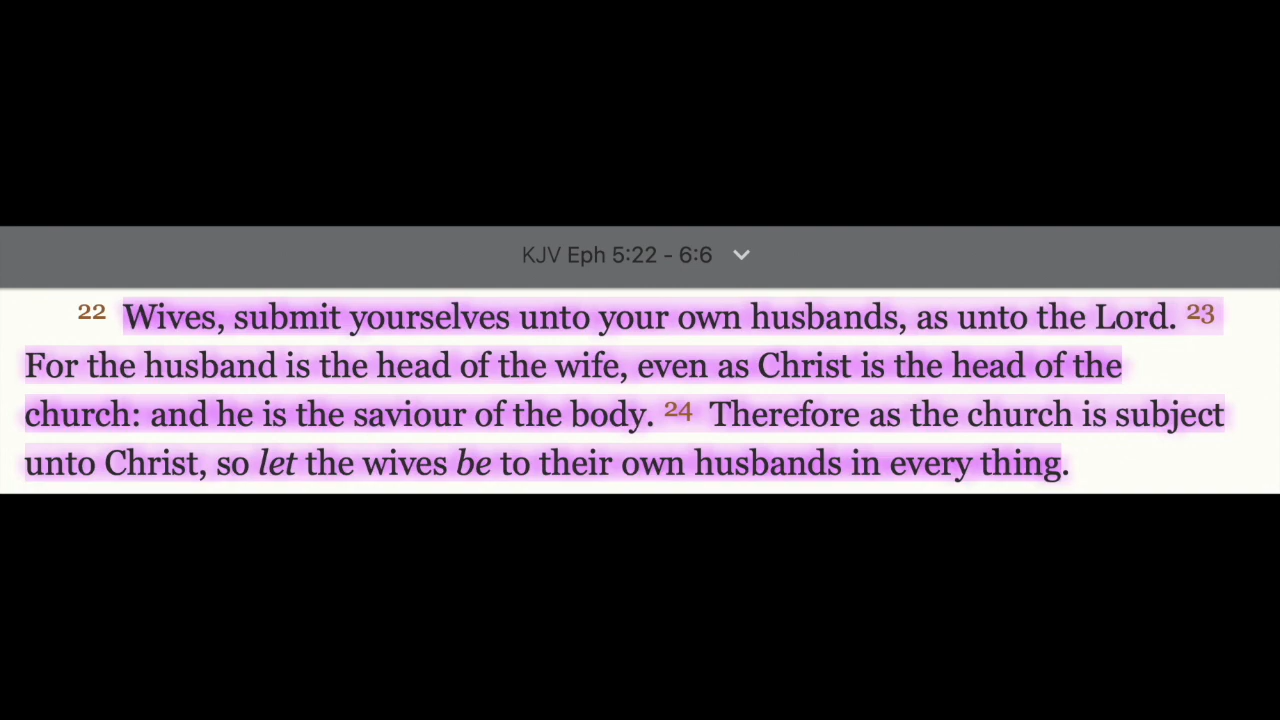 KJV Eph 5:22 - 6:6
22 Wives, submit yourselves unto your own husbands, as unto the Lord. 23
For the husband is the head of the wife, even as Christ is the head of the
church: and he is the saviour of the body. 24 Therefore as the church is subject
unto Christ, so let the wives be to their own husbands in every thing.